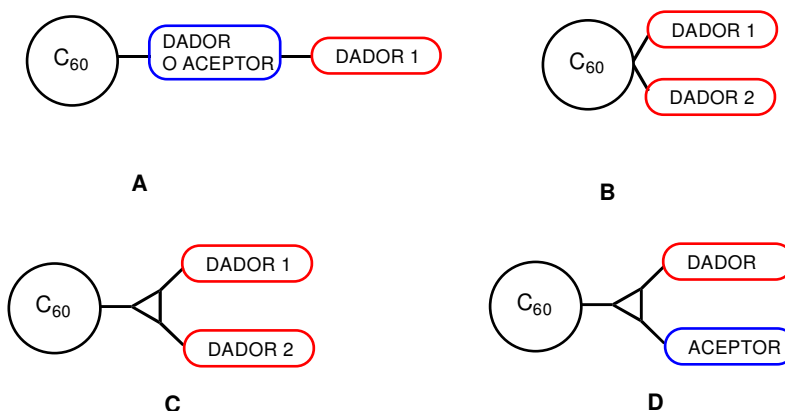 C60
DADOR
O ACEPTOR
DADOR 1
A
C60
DADOR 1
DADOR 2
B
C60
DADOR 1
DADOR 2
C
C60
DADOR
ACEPTOR
D